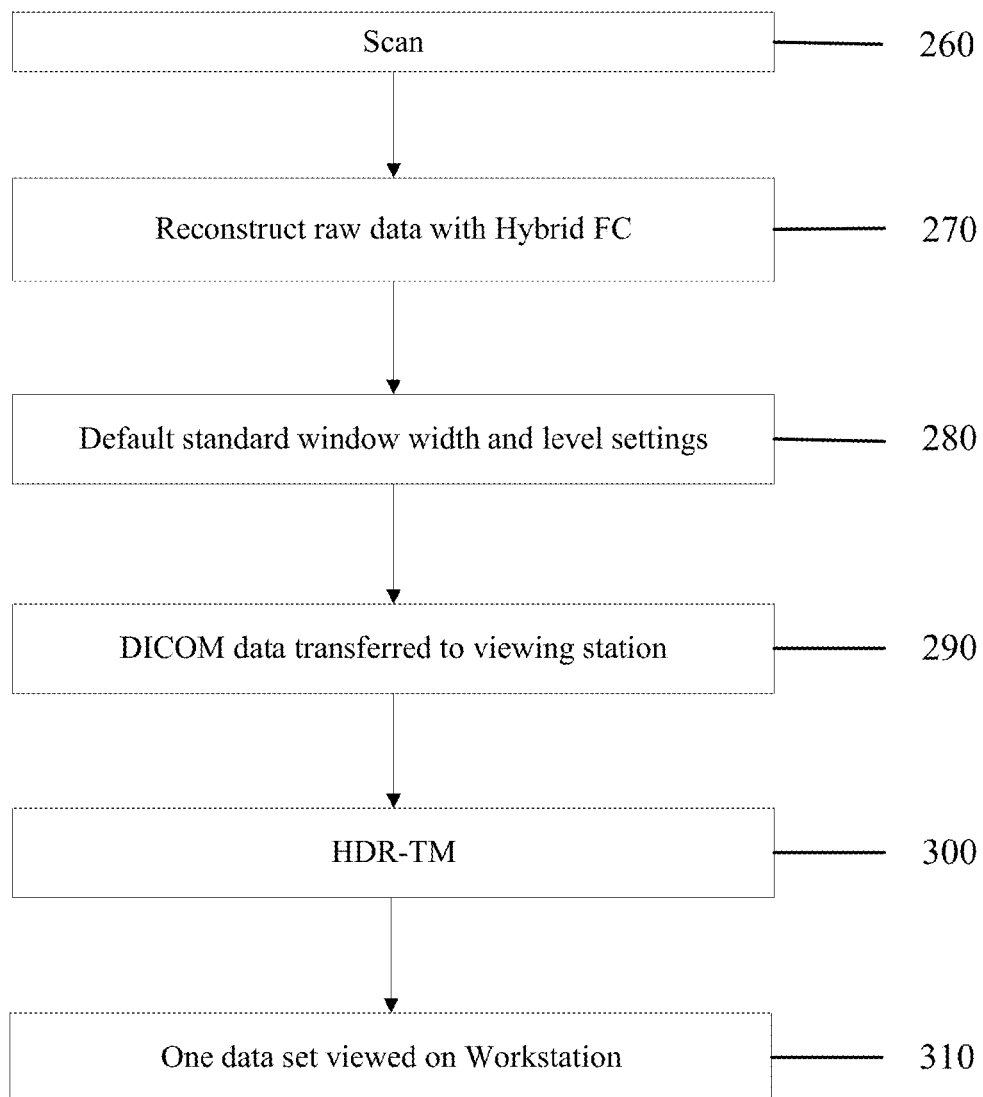 Scan 260
Reconstruct raw data with Hybrid FC 270
Default standard window width and level settings 280
DICOM data transferred to viewing station 290
HDR-TM 300
One data set viewed on Workstation 310